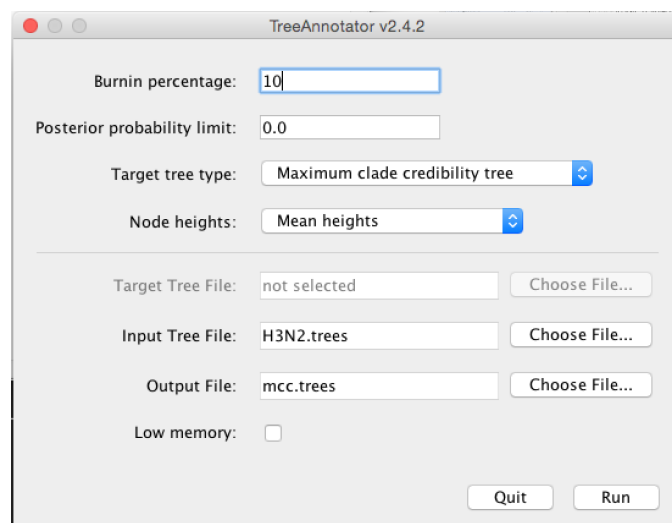 TreeAnnotator v2.4.2
Burnin percentage: 10
Posterior probability limit: 0.0
Target tree type: Maximum clade credibility tree
Node heights: Mean heights
Target Tree File: not selected Choose File...
Input Tree File: H3N2.trees Choose File...
Output File: mcc.trees Choose File...
Low memory:
Quit Run